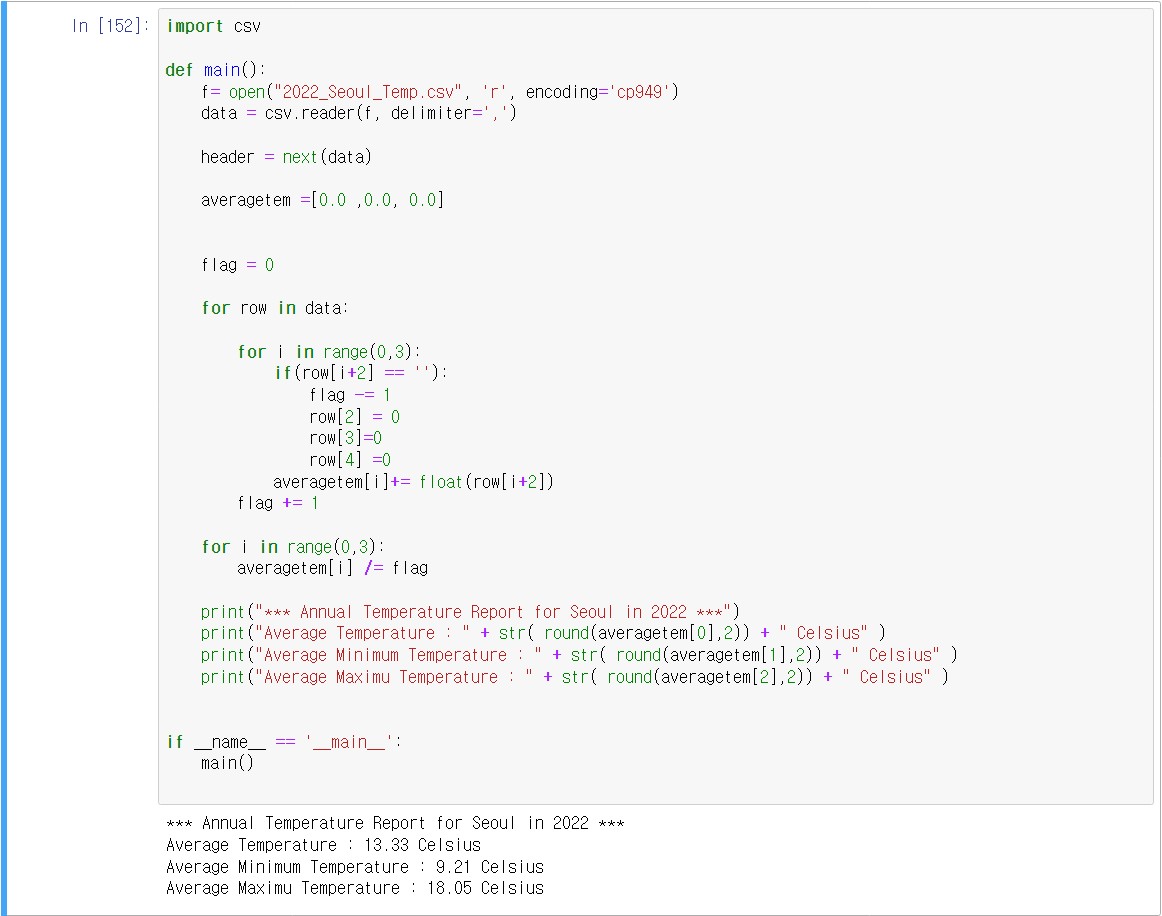 In [152]:
import csv
def main():
f= open("2022_Seoul_Temp.csv", 'r', encoding='cp949')
data = csv.reader(f, delimiter=',')
header = next(data)
averagetem =[0.0 ,0.0, 0.0]
flag = 0
for row in data:
for i in range(0,3):
if(row[i+2] == ''):
flag -= 1
row[2] = 0
row[3]=0
row[4] =0
averagetem[i]+= float(row[i+2])
flag += 1
for i in range(0,3):
averagetem[i] /= flag
print("*** Annual Temperature Report for Seoul in 2022 ***")
print("Average Temperature : " + str( round(averagetem[0],2)) + " Celsius" )
print("Average Minimum Temperature : " + str( round(averagetem[1],2)) + " Celsius" )
print("Average Maximu Temperature : " + str( round(averagetem[2],2)) + " Celsius" )
if __name__ == '__main__':
main()
*** Annual Temperature Report for Seoul in 2022 ***
Average Temperature : 13.33 Celsius
Average Minimum Temperature : 9.21 Celsius
Average Maximu Temperature : 18.05 Celsius